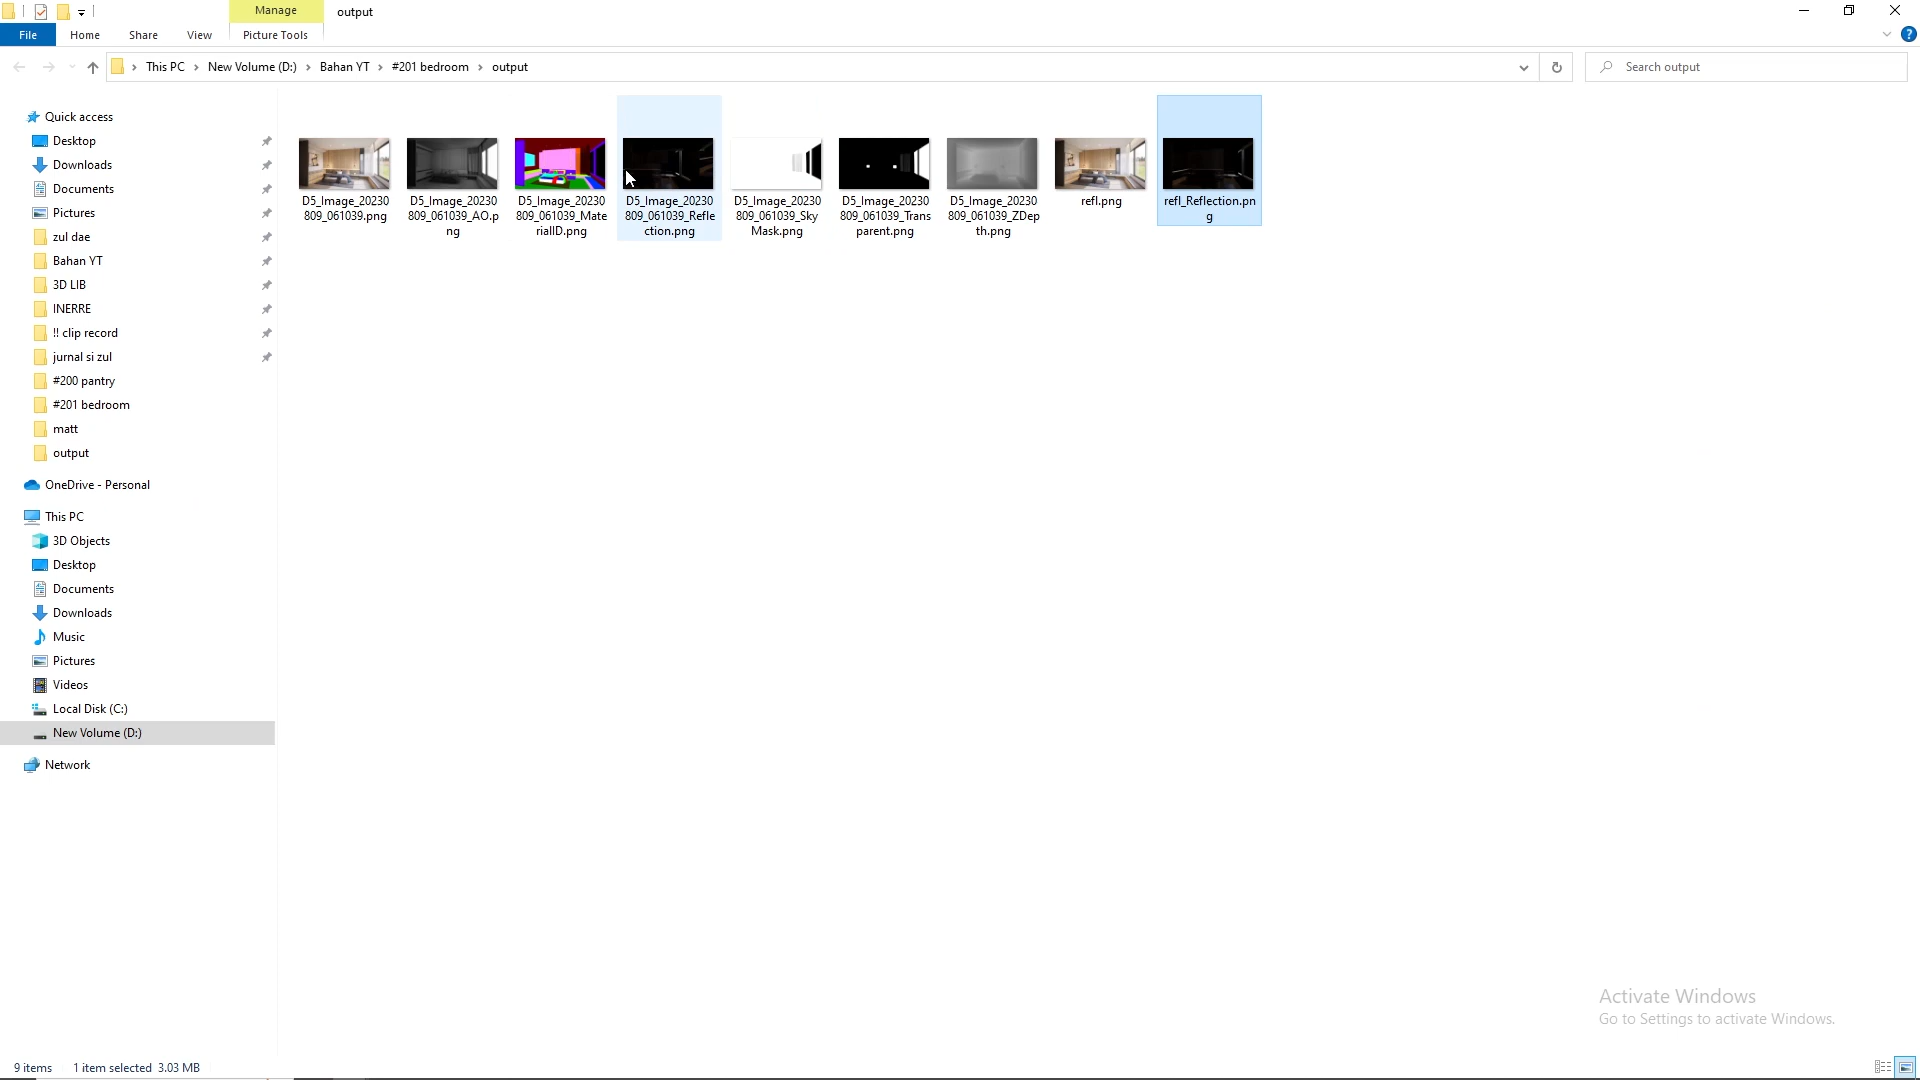 Manage
output
File
Home
Share
View
Picture Tools
This PC
New Volume (D:)
Bahan YT
#201 bedroom
output
Search output
Quick access
Desktop
Downloads
Documents
Pictures
zul dae
Bahan YT
3D LIB
INERRE
!! clip record
jurnal si zul
#200 pantry
#201 bedroom
matt
output
OneDrive - Personal
This PC
3D Objects
Desktop
Documents
Downloads
Music
Pictures
Videos
Local Disk (C:)
New Volume (D:)
Network
D5_Image_20230
809_061039.png
D5_Image_20230
809_061039_AO.p
ng
D5_Image_20230
809_061039_Mate
rialID.png
D5_Image_20230
809_061039_Refle
ction.png
D5_Image_20230
809_061039_Sky
Mask.png
D5_Image_20230
809_061039_Trans
parent.png
D5_Image_20230
809_061039_ZDep
th.png
refl.png
refl_Reflection.pn
g
Activate Windows
Go to Settings to activate Windows.
9 items
1 item selected 3.03 MB